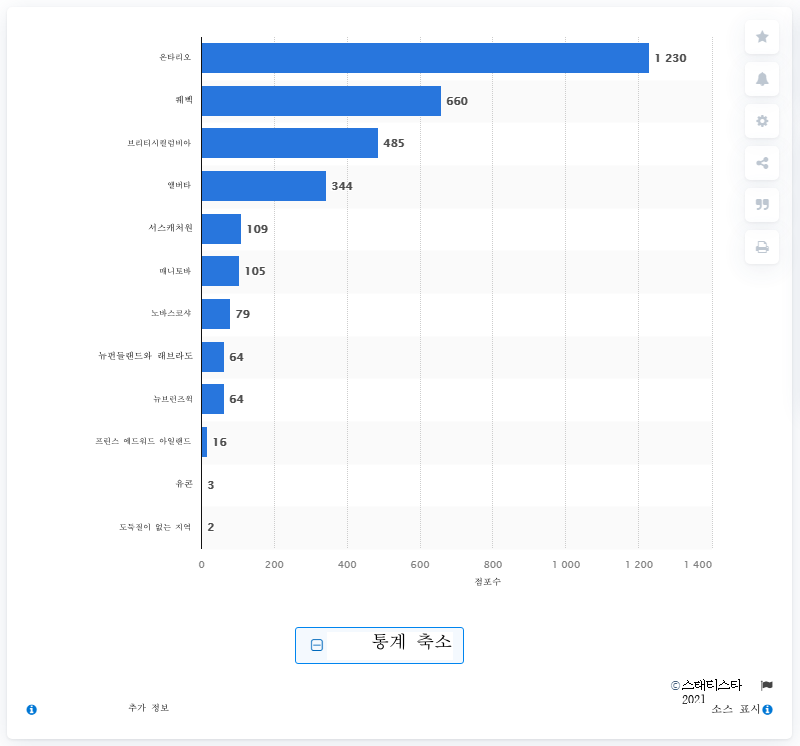 온타리오 1 230
퀘벡 660
브리티시컬럼비아 485
앨버타 344
서스캐처원 109
매니토바 105
노바스코샤 79
뉴펀들랜드와 래브라도 64
뉴브런즈윅 64
프린스 에드워드 아일랜드 16
유콘 3
도둑질이 없는 지역 2
0 200 400 600 800 1 000 1 200 1 400
점포수
통계 축소
© 스태티스타
2021
추가 정보
소스 표시